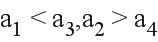 a₁ < a₃,a₂ > a₄